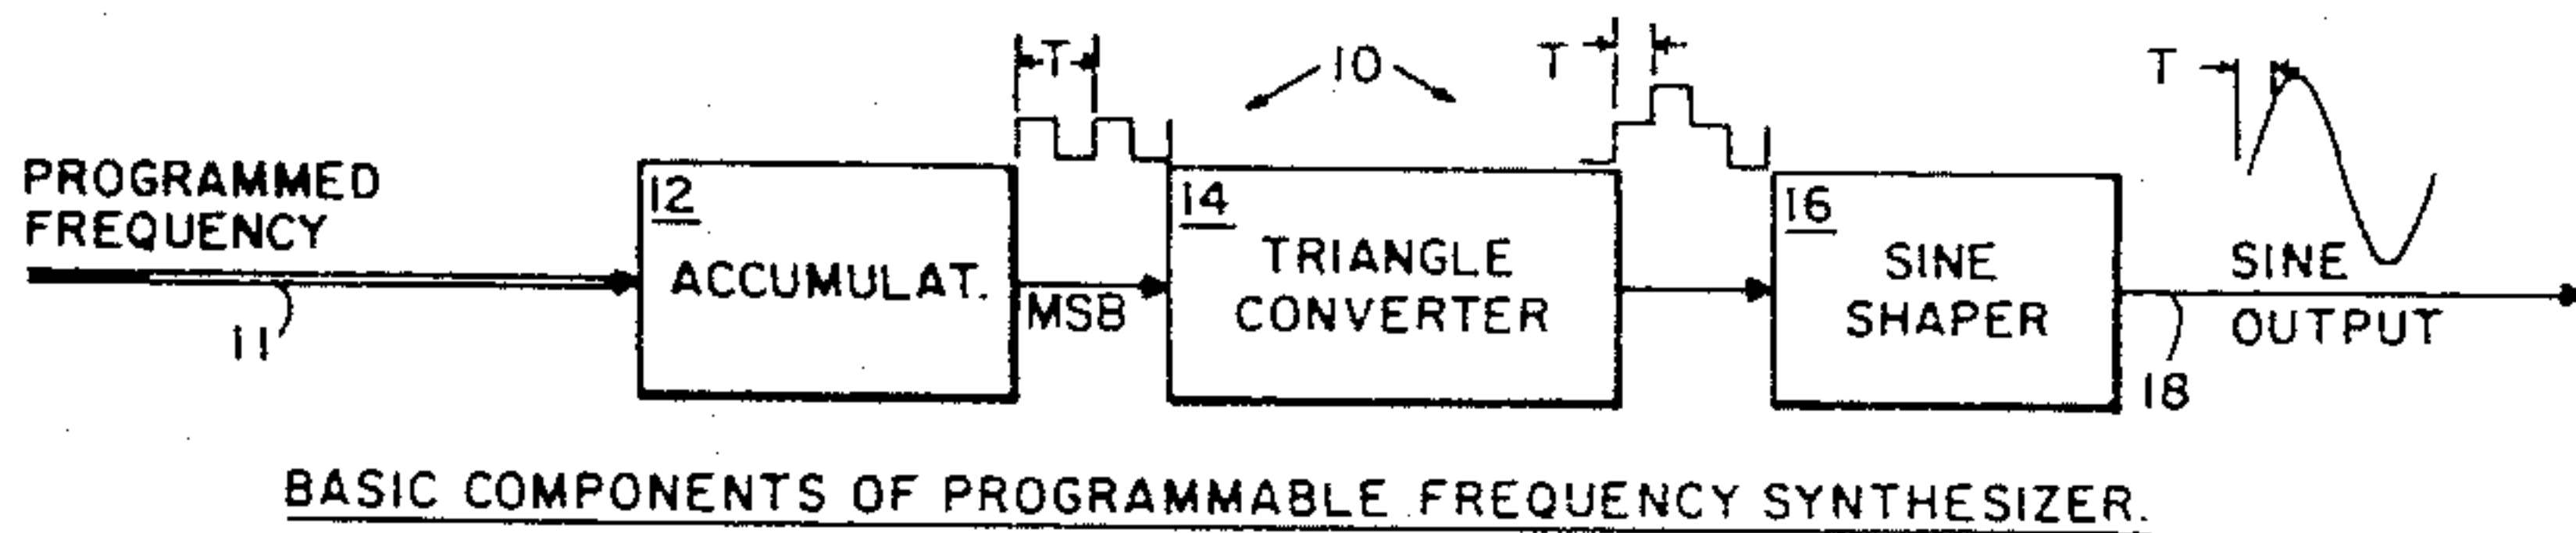 T
10
T
T
PROGRAMMED
FREQUENCY
11
12
ACCUMULAT.
MSB
14
TRIANGLE
CONVERTER
16
SINE
SHAPER
SINE
OUTPUT
18
BASIC COMPONENTS OF PROGRAMMABLE FREQUENCY SYNTHESIZER.